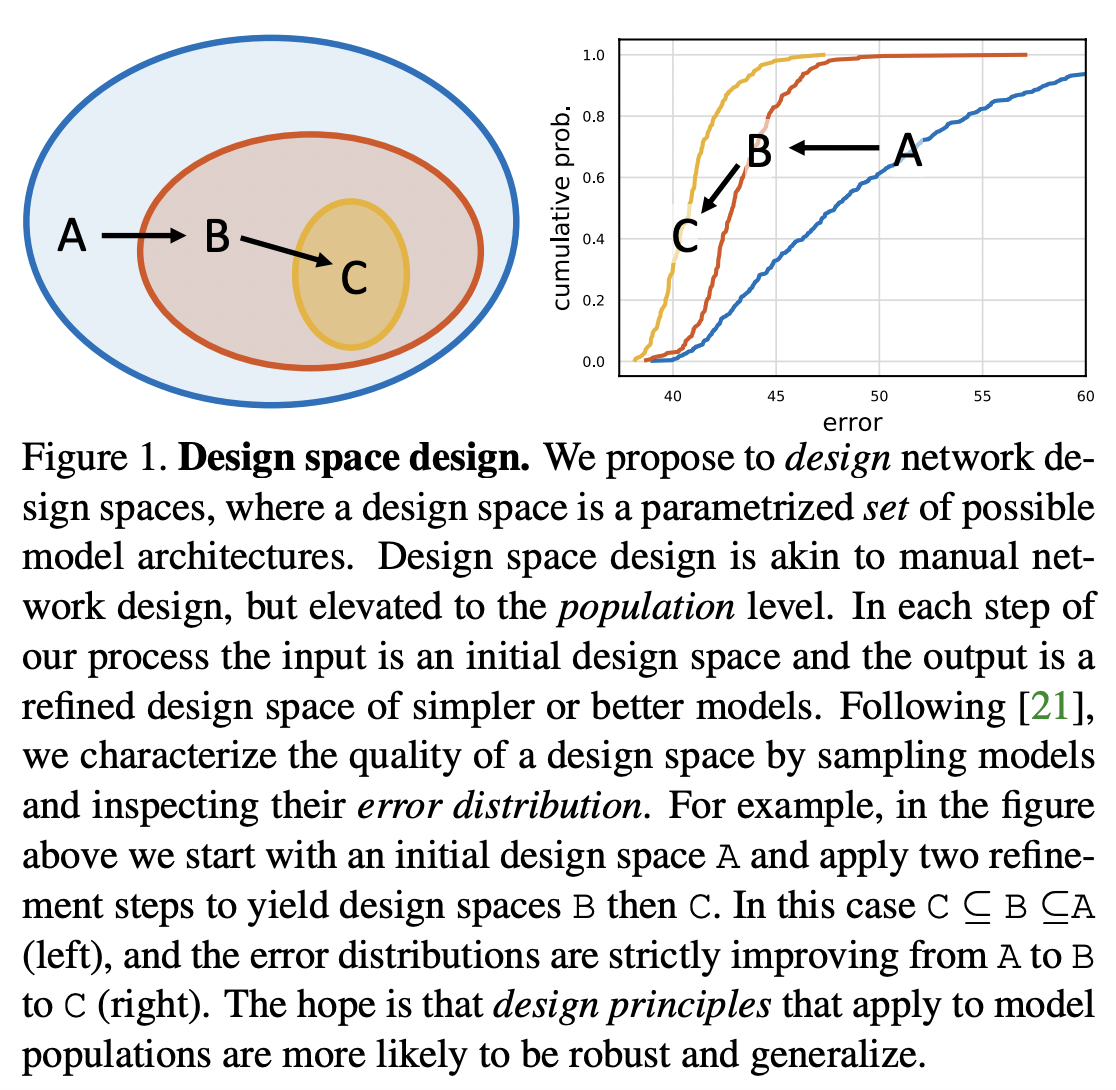 A
B
C
cumulative prob.
1.0
0.8
0.6
0.4
0.2
0.0
B
A
C
40
45
50
55
60
error
Figure 1. Design space design. We propose to design network de-
sign spaces, where a design space is a parametrized set of possible
model architectures. Design space design is akin to manual net-
work design, but elevated to the population level. In each step of
our process the input is an initial design space and the output is a
refined design space of simpler or better models. Following [21],
we characterize the quality of a design space by sampling models
and inspecting their error distribution. For example, in the figure
above we start with an initial design space A and apply two refine-
ment steps to yield design spaces B then C. In this case C ⊆ B ⊆A
(left), and the error distributions are strictly improving from A to B
to C (right). The hope is that design principles that apply to model
populations are more likely to be robust and generalize.